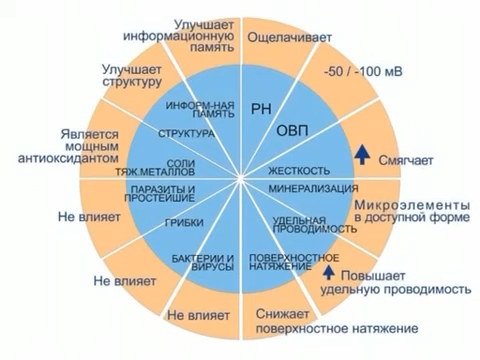 Улучшает
информационную
память
Ощелачивает
Улучшает
структуру
-50 / -100 мВ
ИНФОРМ-НАЯ
ПАМЯТЬ
РН
ОВП
СТРУКТУРА
Является
мощным
антиоксидантом
СОЛИ
ТЯЖ.МЕТАЛЛОВ
ЖЕСТКОСТЬ
Смягчает
ПАРАЗИТЫ И
ПРОСТЕЙШИЕ
МИНЕРАЛИЗАЦИЯ
Микроэлементы
в доступной форме
Не влияет
ГРИБКИ
УДЕЛЬНАЯ
ПРОВОДИМОСТЬ
БАКТЕРИИ И
ВИРУСЫ
ПОВЕРХНОСТНОЕ
НАТЯЖЕНИЕ
Не влияет
Повышает
удельную проводимость
Не влияет
Снижает
поверхностное натяжение